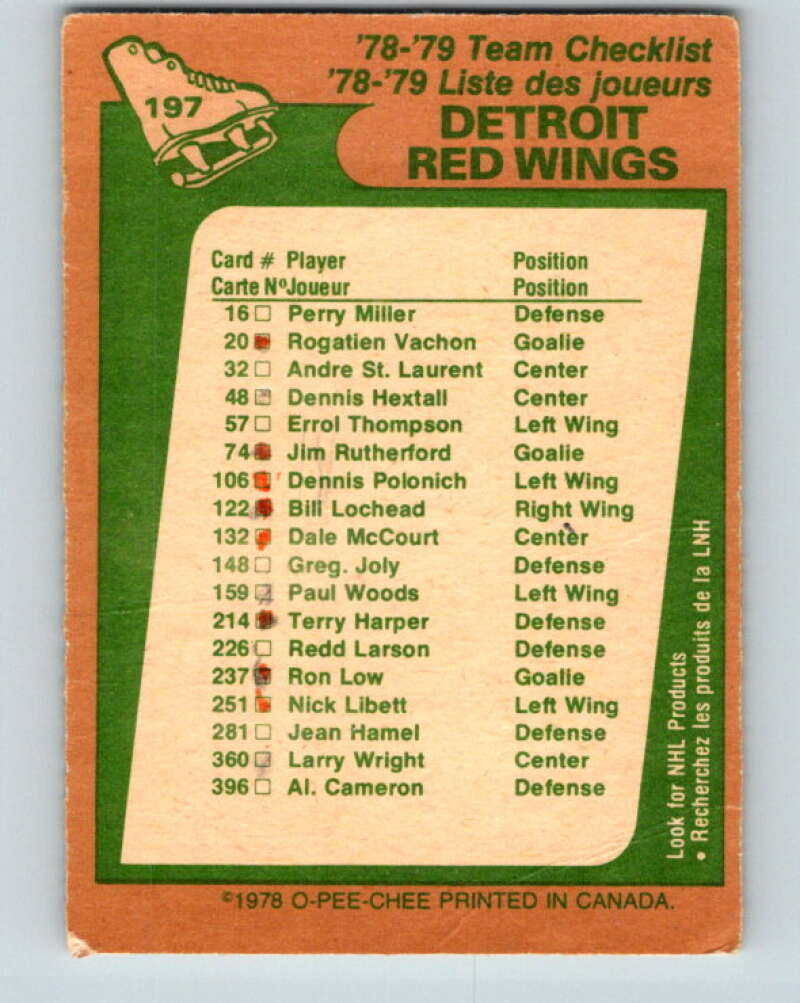 '78-'79 Team Checklist
'78-'79 Liste des joueurs
197
DETROIT
RED WINGS
Card # Player Position
Carte Nº Joueur Position
16 Perry Miller Defense
20 Rogatien Vachon Goalie
32 Andre St. Laurent Center
48 Dennis Hextall Center
57 Errol Thompson Left Wing
74 Jim Rutherford Goalie
106 Dennis Polonich Left Wing
122 Bill Lochead Right Wing
132 Dale McCourt Center
148 Greg. Joly Defense
159 Paul Woods Left Wing
214 Terry Harper Defense
226 Redd Larson Defense
237 Ron Low Goalie
251 Nick Libett Left Wing
281 Jean Hamel Defense
360 Larry Wright Center
396 Al. Cameron Defense
Look for NHL Products
• Recherchez les produits de la LNH
©1978 O-PEE-CHEE PRINTED IN CANADA.